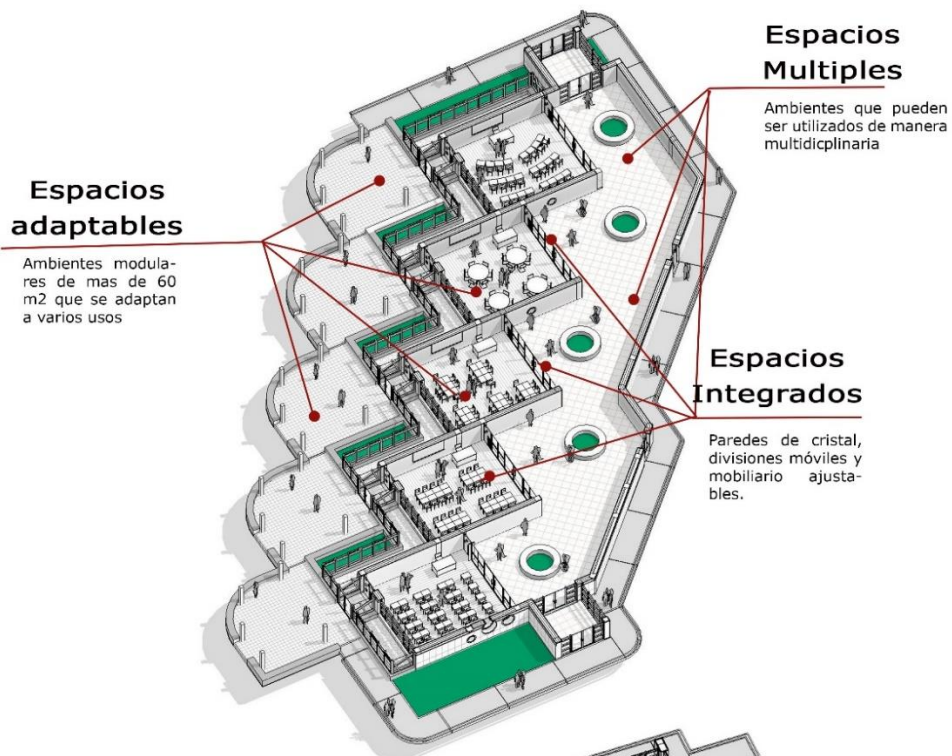 Espacios
Multiples
Ambientes que pueden
ser utilizados de manera
multidicplinaria
Espacios
adaptables
Ambientes modula-
res de mas de 60
m2 que se adaptan
a varios usos
Espacios
Integrados
Paredes de cristal,
divisiones móviles y
mobiliario ajusta-
bles.